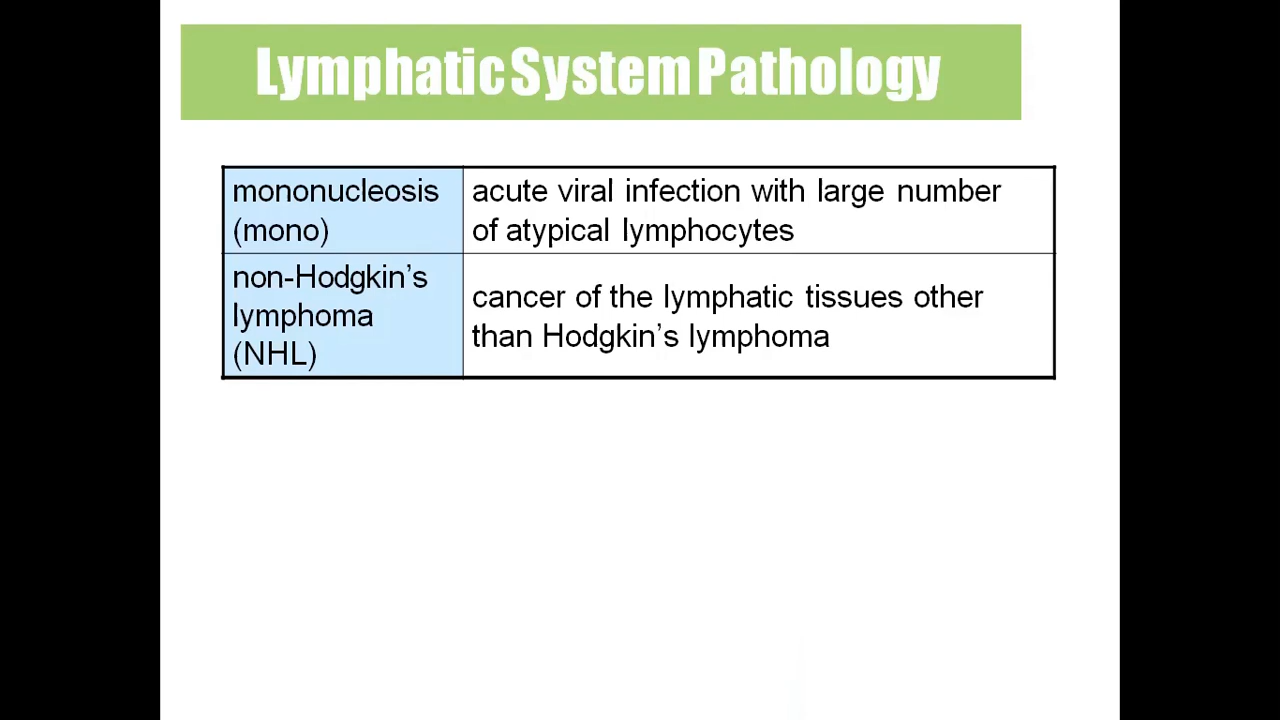 Lymphatic System Pathology
mononucleosis
(mono)
acute viral infection with large number
of atypical lymphocytes
non-Hodgkin’s
lymphoma
(NHL)
cancer of the lymphatic tissues other
than Hodgkin’s lymphoma